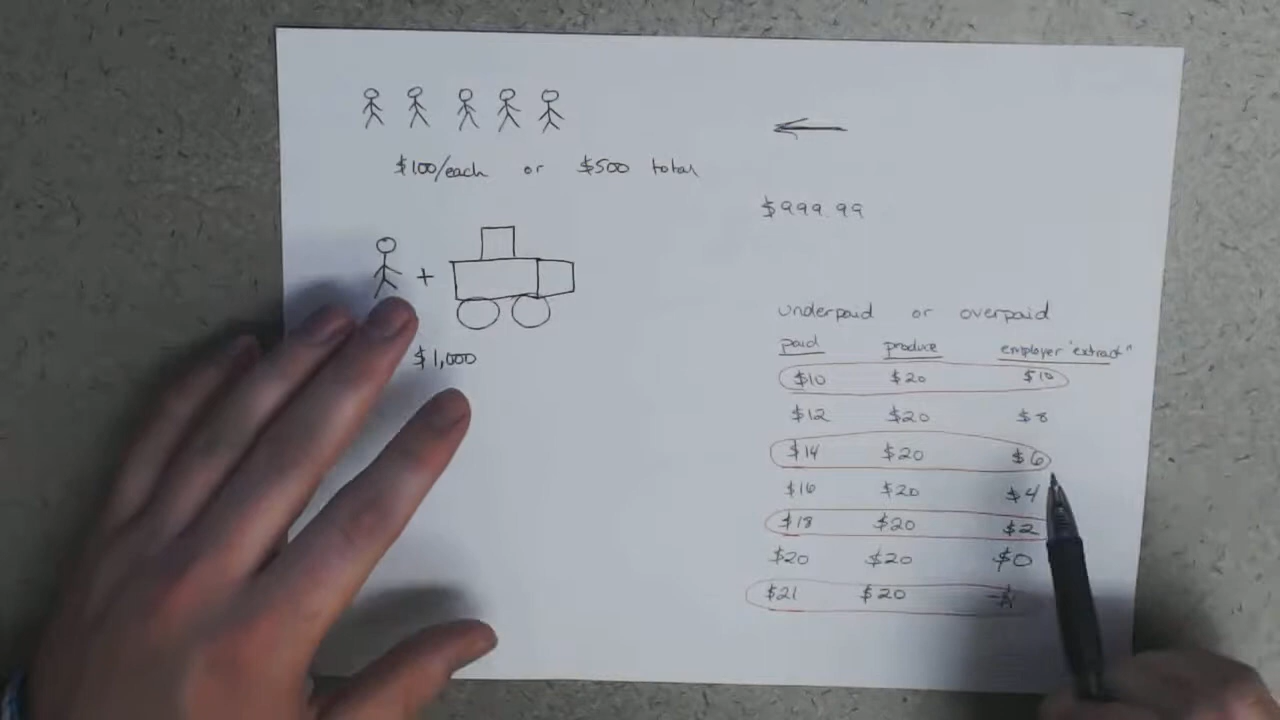 $100/each or $500 total
$999.99
+
$1,000
underpaid or overpaid
paid produce employer "extract"
$10 $20 $10
$12 $20 $8
$14 $20 $6
$16 $20 $4
$18 $20 $2
$20 $20 $0
$21 $20